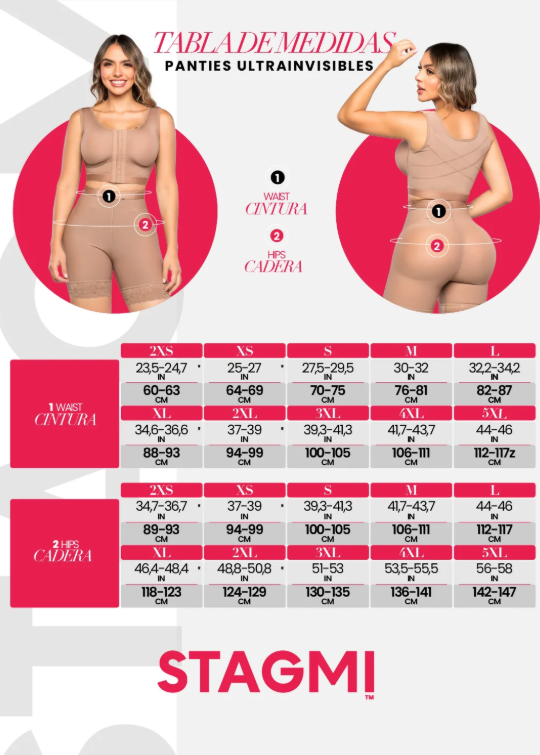 TABLA DE MEDIDAS
PANTIES ULTRAINVISIBLES
1
WAIST
CINTURA
2
HIPS
CADERA
1
2
1
2
1 WAIST
CINTURA
2XS XS S M L
23,5-24,7 25-27 27,5-29,5 30-32 32,2-34,2
IN IN IN IN IN
60-63 64-69 70-75 76-81 82-87
CM CM CM CM CM
XL 2XL 3XL 4XL 5XL
34,6-36,6 37-39 39,3-41,3 41,7-43,7 44-46
IN IN IN IN IN
88-93 94-99 100-105 106-111 112-117z
CM CM CM CM CM
2 HIPS
CADERA
2XS XS S M L
34,7-36,7 37-39 39,3-41,3 41,7-43,7 44-46
IN IN IN IN IN
89-93 94-99 100-105 106-111 112-117
CM CM CM CM CM
XL 2XL 3XL 4XL 5XL
46,4-48,4 48,8-50,8 51-53 53,5-55,5 56-58
IN IN IN IN IN
118-123 124-129 130-135 136-141 142-147
CM CM CM CM CM
STAGMI
TM